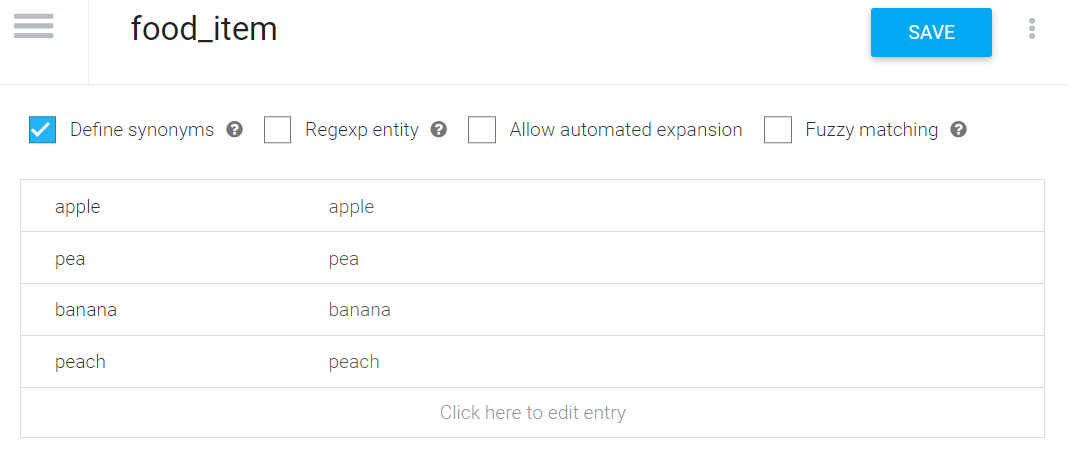 food_item SAVE
Define synonyms Regexp entity Allow automated expansion Fuzzy matching
apple apple
pea pea
banana banana
peach peach
Click here to edit entry